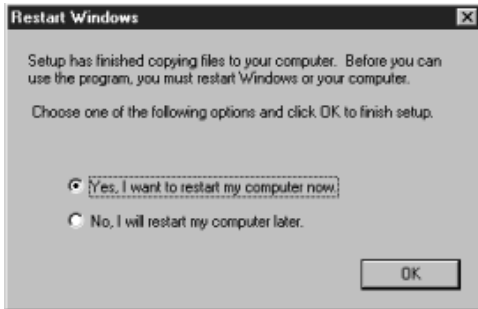 Restart Windows
Setup has finished copying files to your computer. Before you can
use the program, you must restart Windows or your computer.
Choose one of the following options and click OK to finish setup.
Yes, I want to restart my computer now.
No, I will restart my computer later.
OK